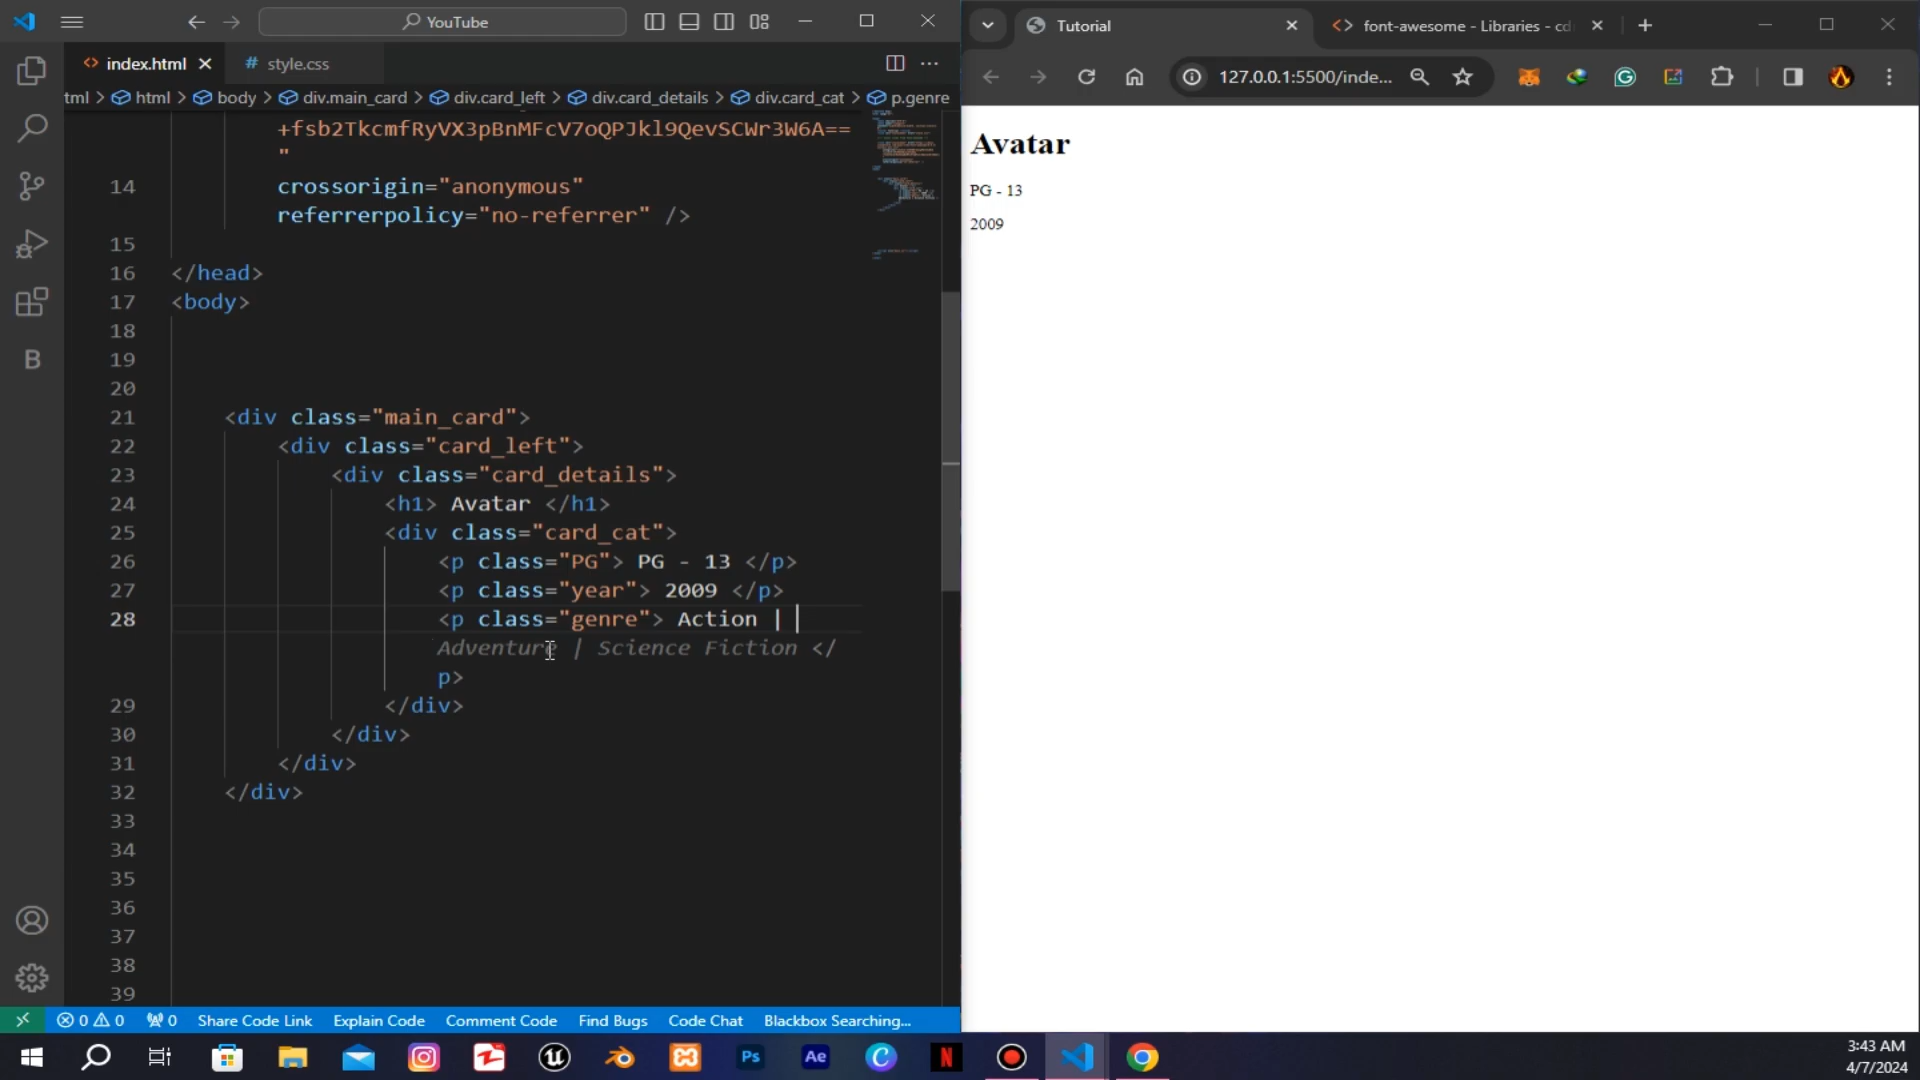 YouTube
index.html
# style.css
tml > html > body > div.main_card > div.card_left > div.card_details > div.card_cat > p.genre
+fsb2TkcmfRyVX3pBnMFcV7oQPJkl9QevSCWr3W6A==
"
14 crossorigin="anonymous"
referrerpolicy="no-referrer" />
15
16 </head>
17 <body>
18
19
20
21 <div class="main_card">
22 <div class="card_left">
23 <div class="card_details">
24 <h1> Avatar </h1>
25 <div class="card_cat">
26 <p class="PG"> PG - 13 </p>
27 <p class="year"> 2009 </p>
28 <p class="genre"> Action |
Adventure | Science Fiction </
p>
29 </div>
30 </div>
31 </div>
32 </div>
33
34
35
36
37
38
39
0 0 0 Share Code Link Explain Code Comment Code Find Bugs Code Chat Blackbox Searching...
Tutorial
font-awesome - Libraries - cd
127.0.0.1:5500/inde...
Avatar
PG - 13
2009
Ps
Ae
3:43 AM
4/7/2024